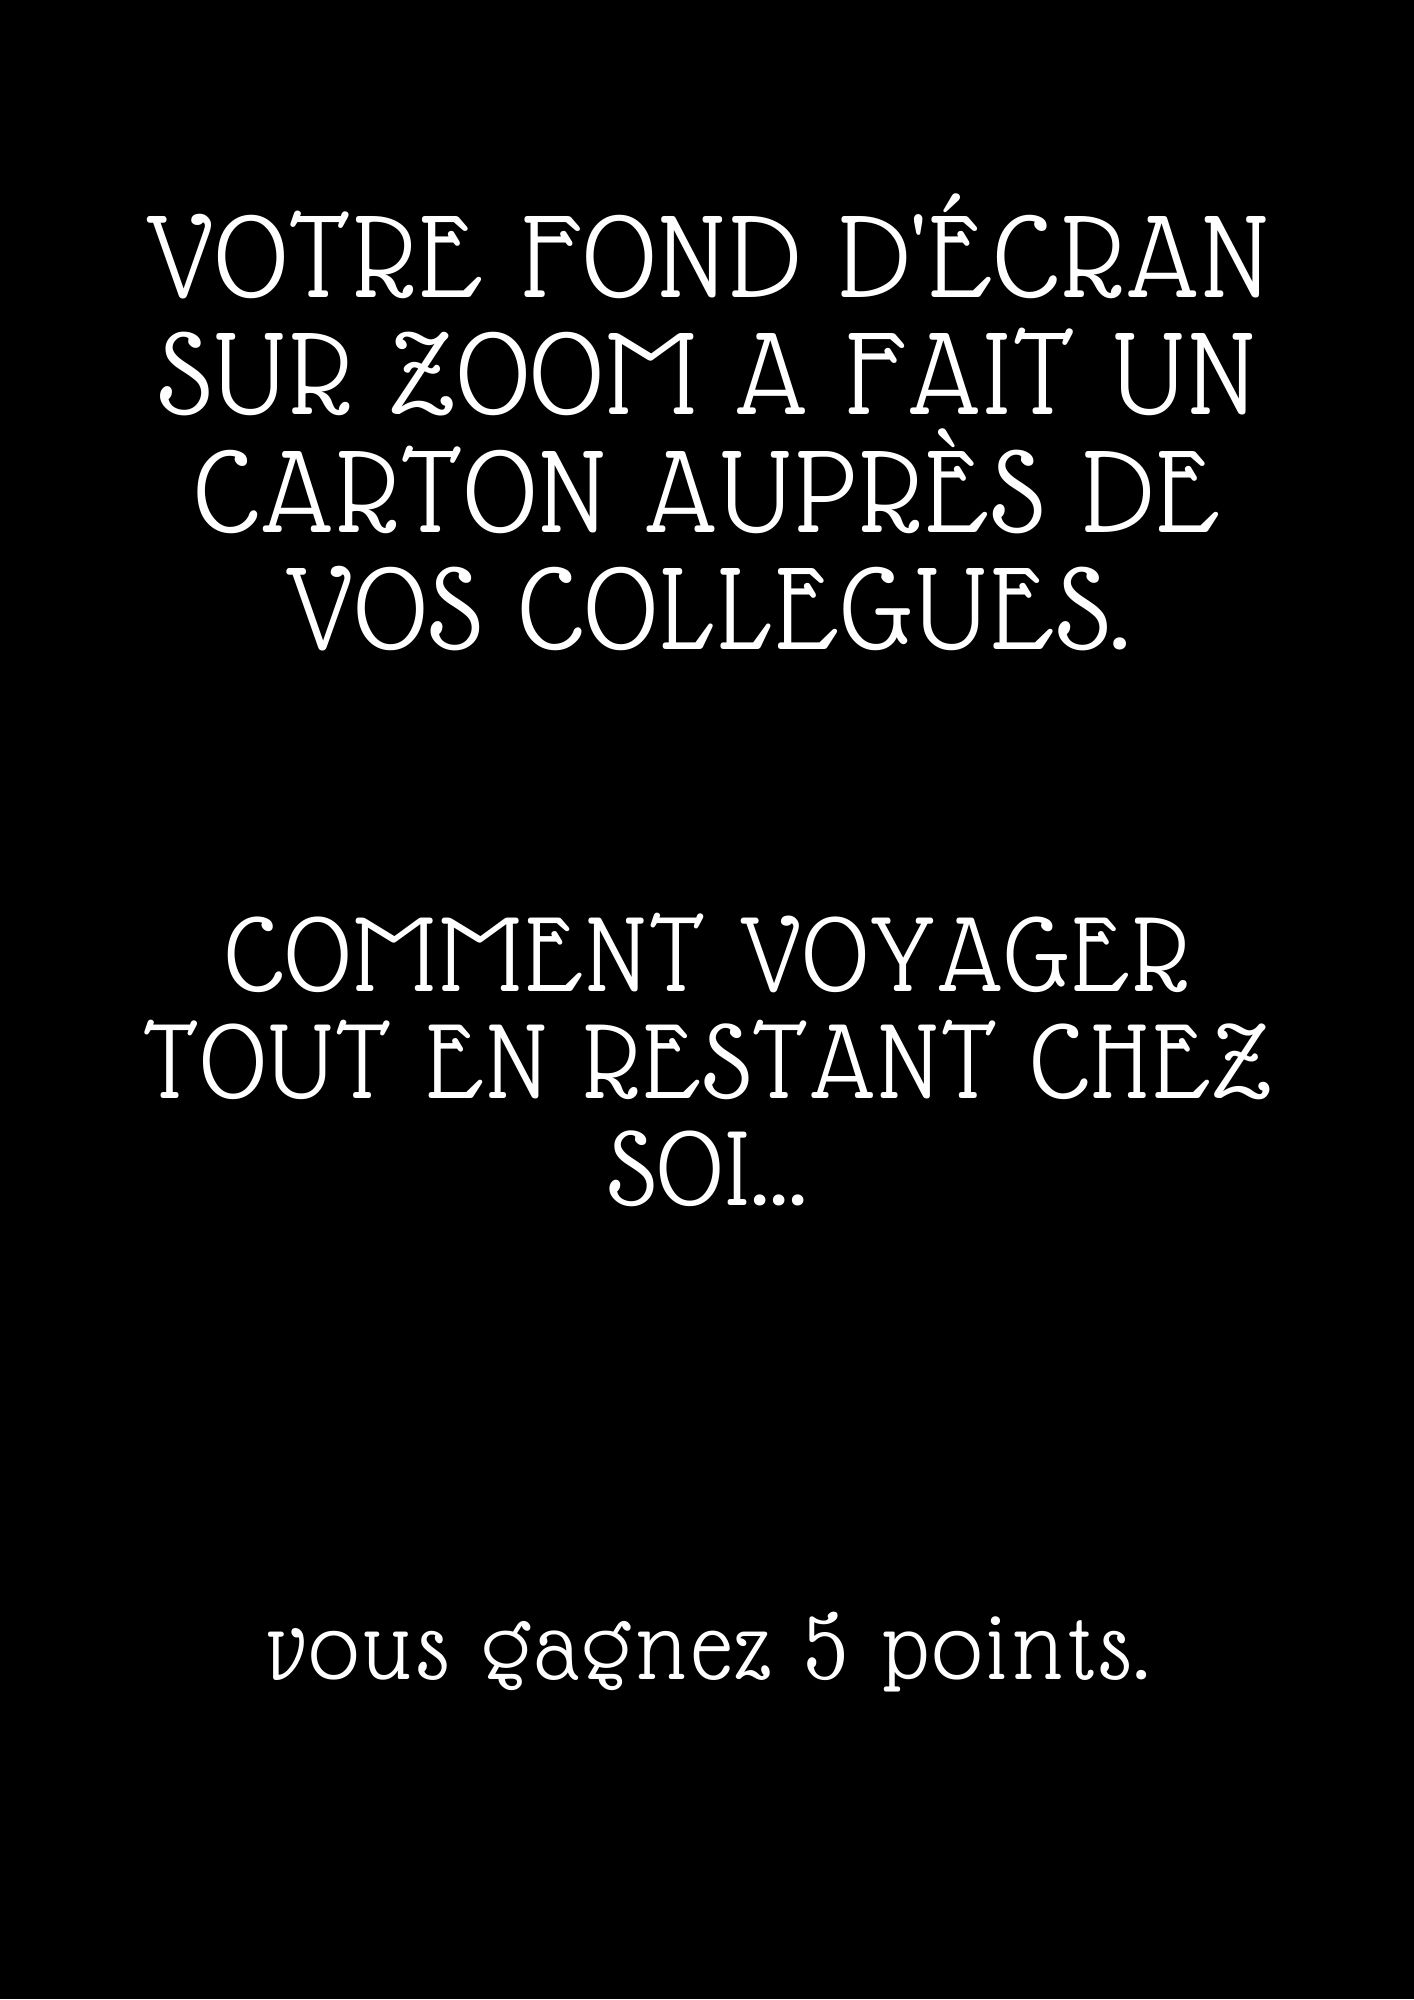 VOTRE FOND D'ÉCRAN
SUR ZOOM A FAIT UN
CARTON AUPRÈS DE
VOS COLLEGUES.
COMMENT VOYAGER
TOUT EN RESTANT CHEZ
SOI...
vous gagnez 5 points.